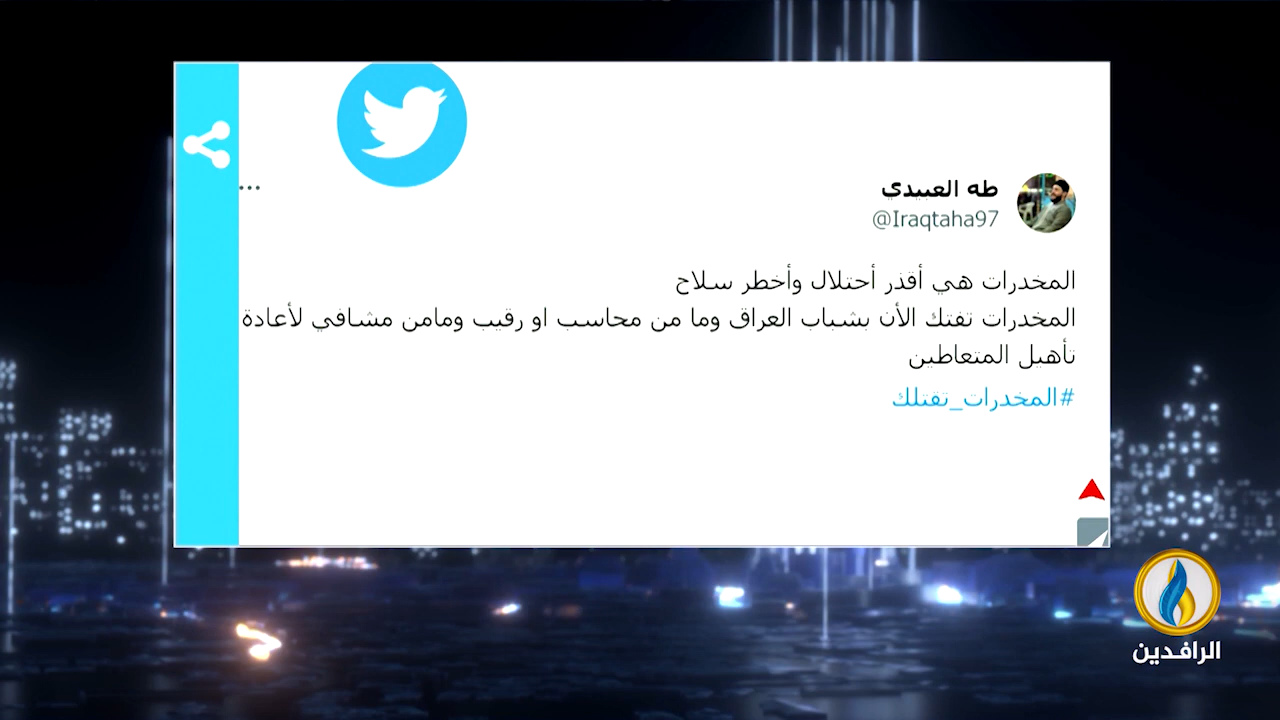 طه العبيدي
@Iraqtaha97
...
المخدرات هي أقذر أحتلال وأخطر سلاح
المخدرات تفتك الأن بشباب العراق وما من محاسب او رقيب ومامن مشافي لأعادة
تأهيل المتعاطين
#المخدرات_تقتلك
الرافدين